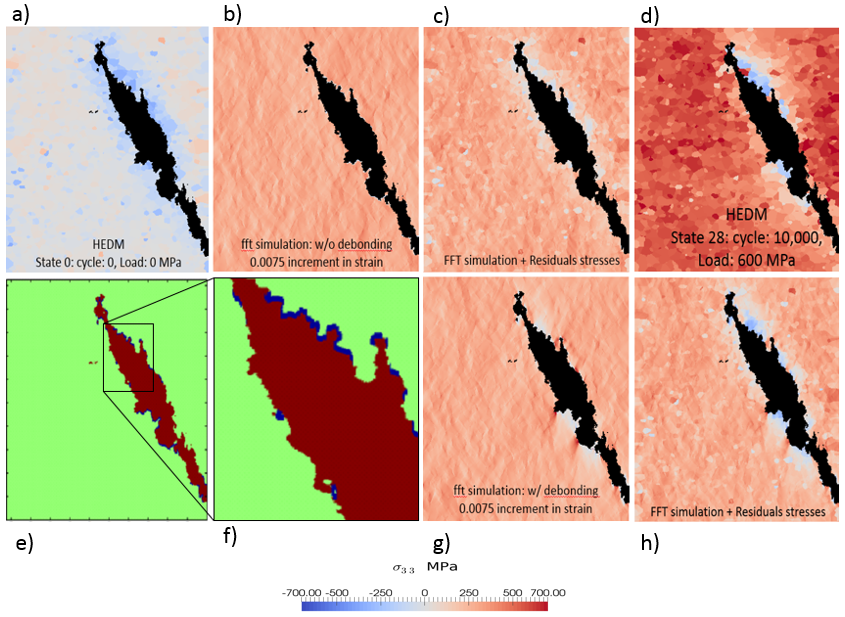 a)
b)
c)
d)
HEDM
State 0: cycle: 0, Load: 0 MPa
fft simulation: w/o debonding
0.0075 increment in strain
FFT simulation + Residuals stresses
HEDM
State 28: cycle: 10,000,
Load: 600 MPa
fft simulation: w/ debonding
0.0075 increment in strain
FFT simulation + Residuals stresses
e)
f)
g)
h)
σ33 MPa
-700.00 -500 -250 0 250 500 700.00